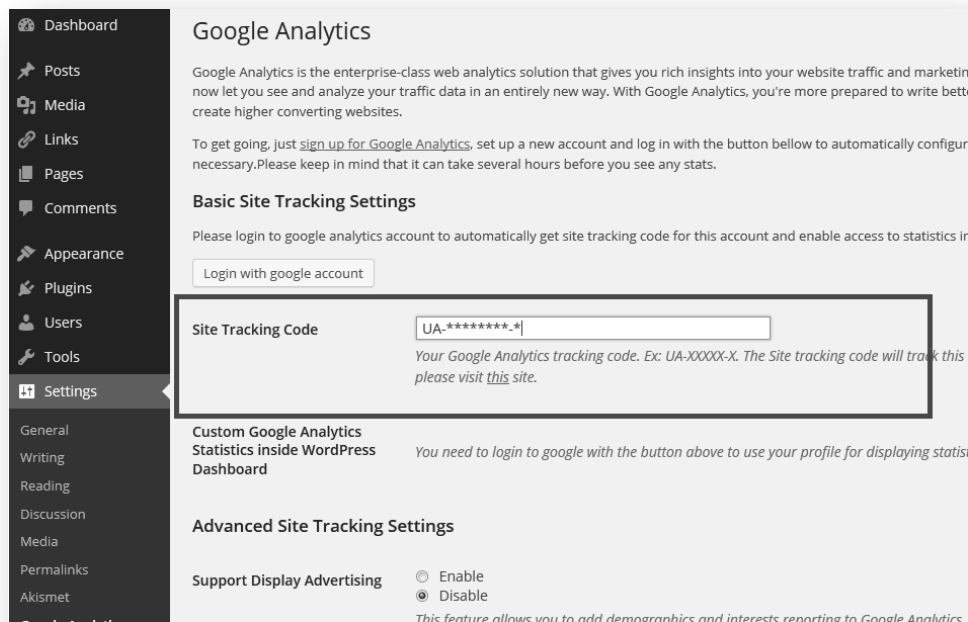 Dashboard
Posts
Media
Links
Pages
Comments
Appearance
Plugins
Users
Tools
Settings
General
Writing
Reading
Discussion
Media
Permalinks
Akismet
Google Analytics
Google Analytics is the enterprise-class web analytics solution that gives you rich insights into your website traffic and
now let you see and analyze your traffic data in an entirely new way. With Google Analytics, you're more prepared to write
create higher converting websites.
To get going, just sign up for Google Analytics, set up a new account and log in with the button bellow to automatically
necessary.Please keep in mind that it can take several hours before you see any stats.
Basic Site Tracking Settings
Please login to google analytics account to automatically get site tracking code for this account and enable access to statistics
Login with google account
Site Tracking Code
UA-********-*
Your Google Analytics tracking code. Ex: UA-XXXXX-X. The Site tracking code will track this
please visit this site.
Custom Google Analytics
Statistics inside WordPress
Dashboard
You need to login to google with the button above to use your profile for displaying
Advanced Site Tracking Settings
Support Display Advertising
Enable
Disable
This feature allows you to add demographics and interests reporting to Google Analytics